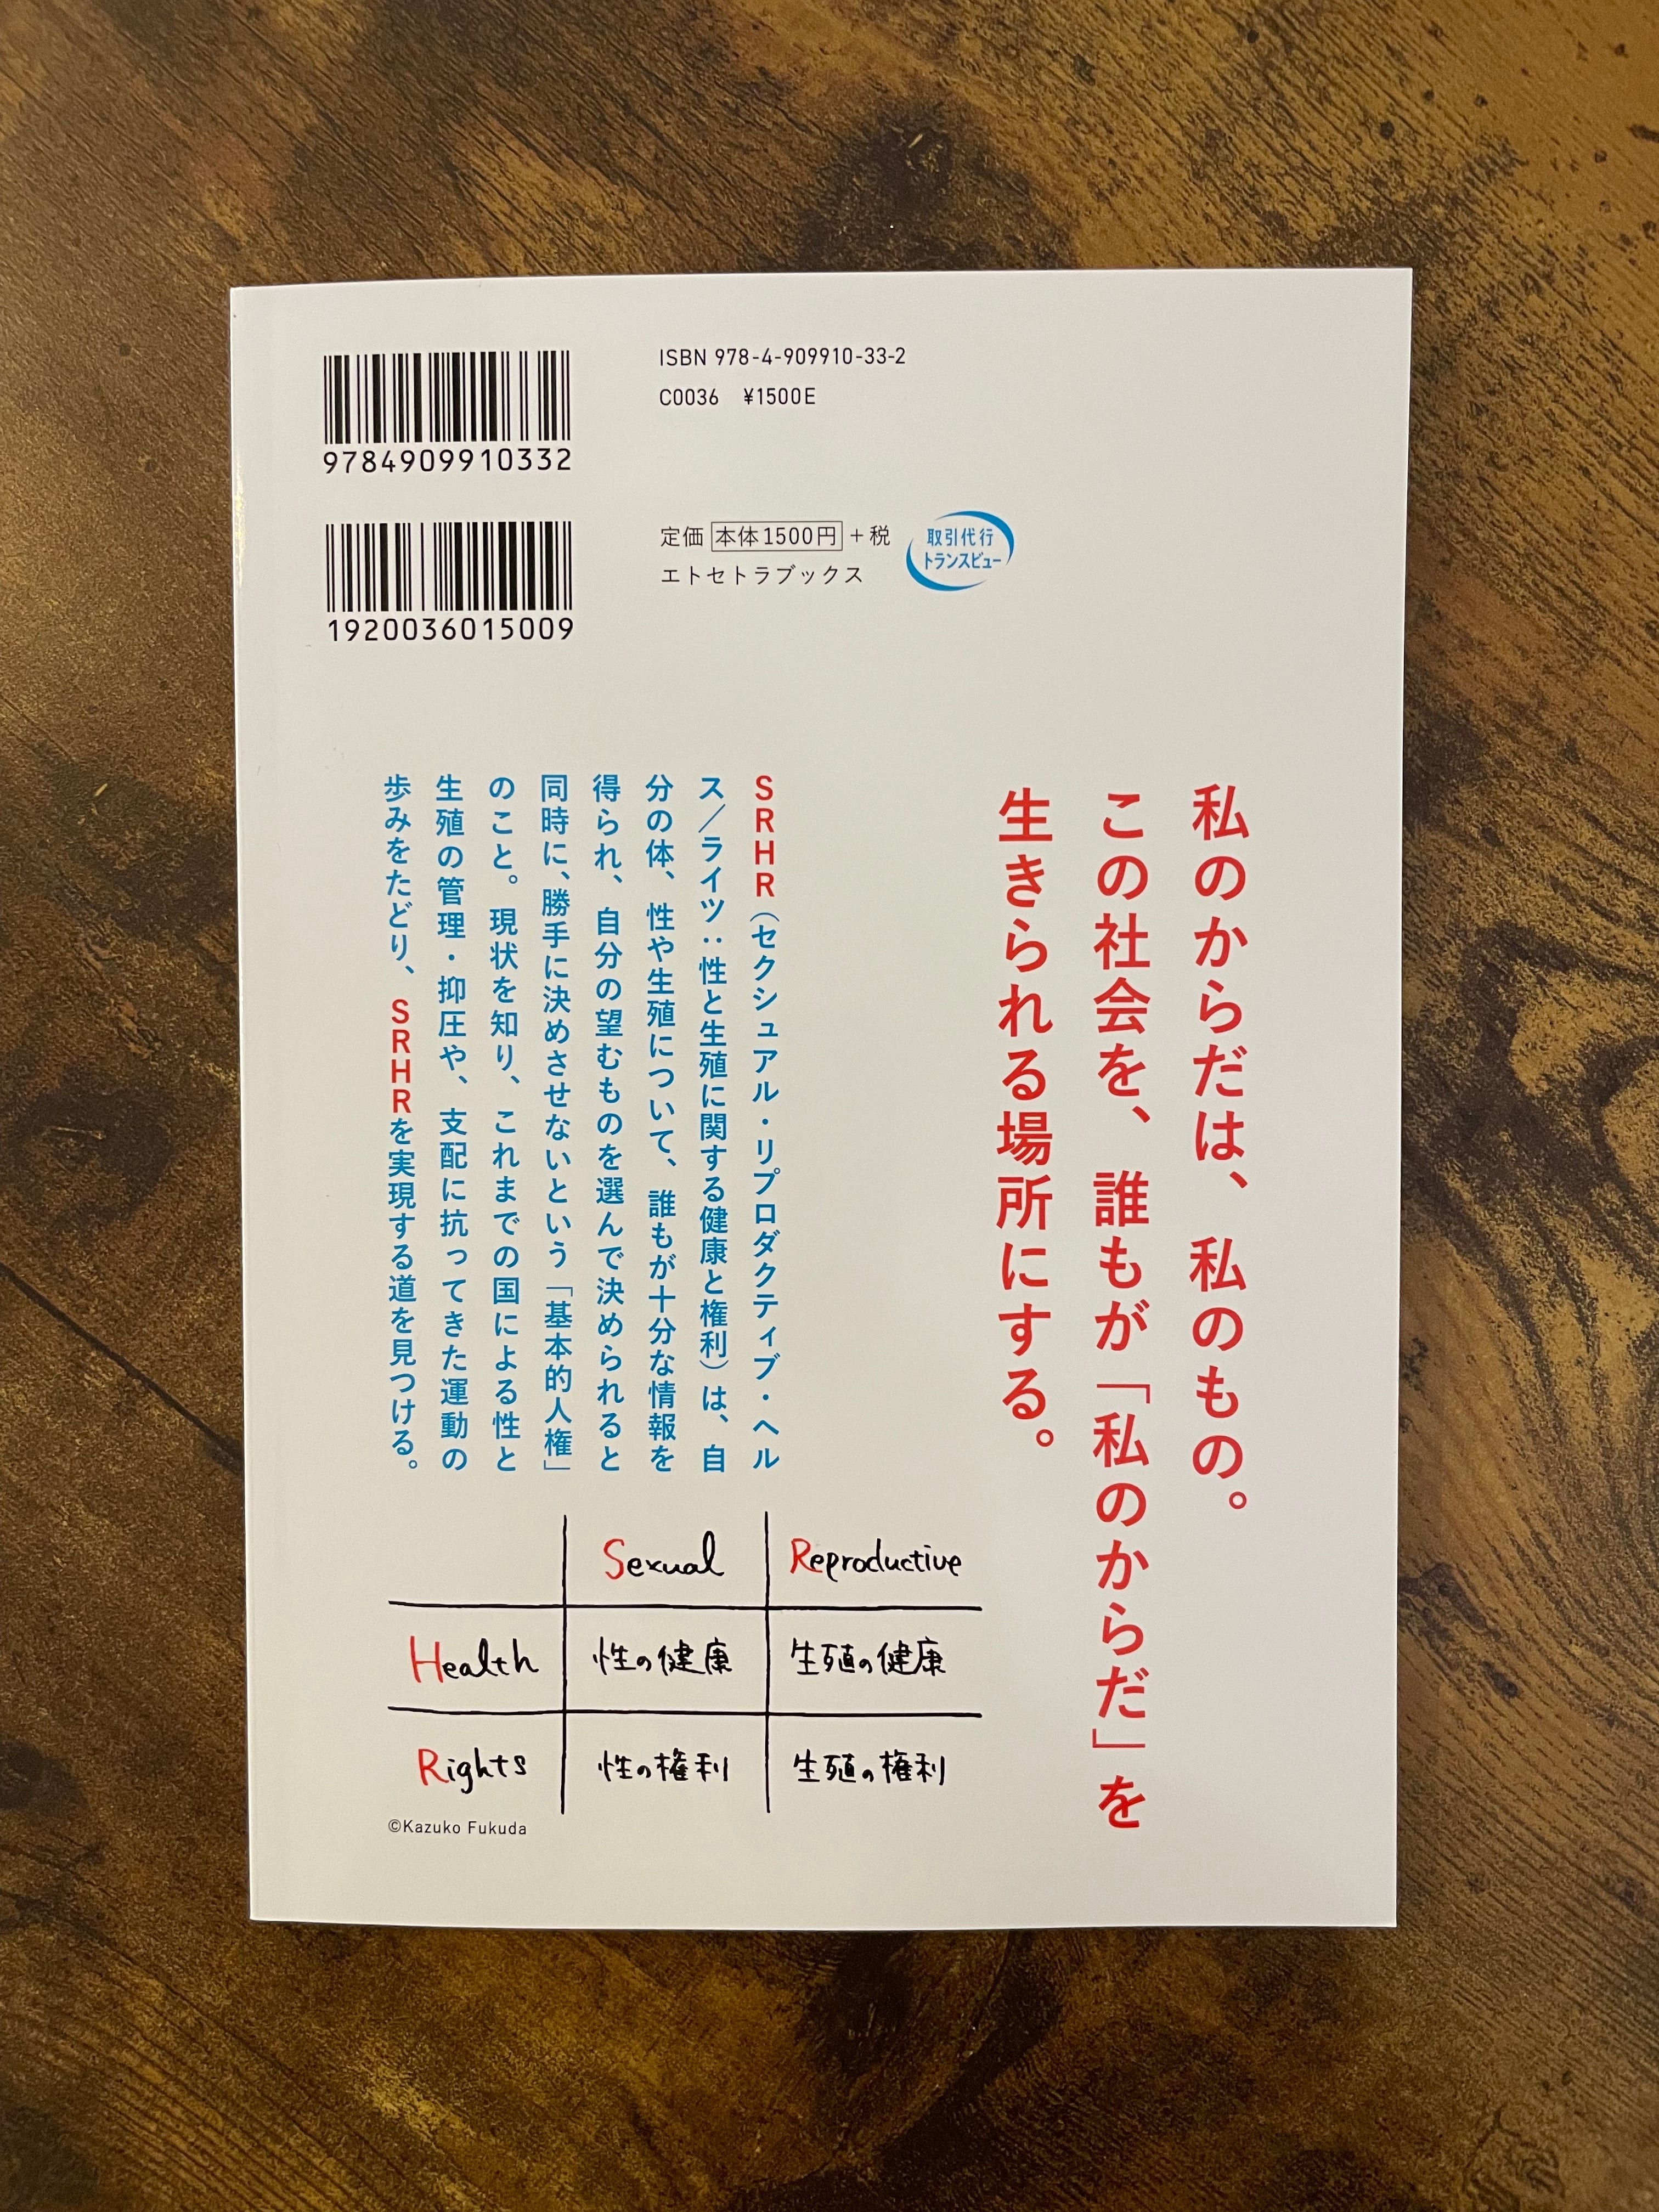 9784909910332
ISBN 978-4-909910-33-2
C0036 ¥1500E
1920036015009
定価 本体1500円 +税
エトセトラブックス
取引代行
トランスビュー
私のからだは、私のもの。
この社会を、誰もが「私のからだ」を
生きられる場所にする。
SRHR（セクシュアル・リプロダクティブ・ヘル
ス／ライツ：性と生殖に関する健康と権利）は、自
分の体、性や生殖について、誰もが十分な情報を
得られ、自分の望むものを選んで決められると
同時に、勝手に決めさせないという「基本的人権」
のこと。現状を知り、これまでの国による性と
生殖の管理・抑圧や、支配に抗ってきた運動の
歩みをたどり、SRHRを実現する道を見つける。
Sexual Reproductive
Health 性の健康 生殖の健康
Rights 性の権利 生殖の権利
©Kazuko Fukuda